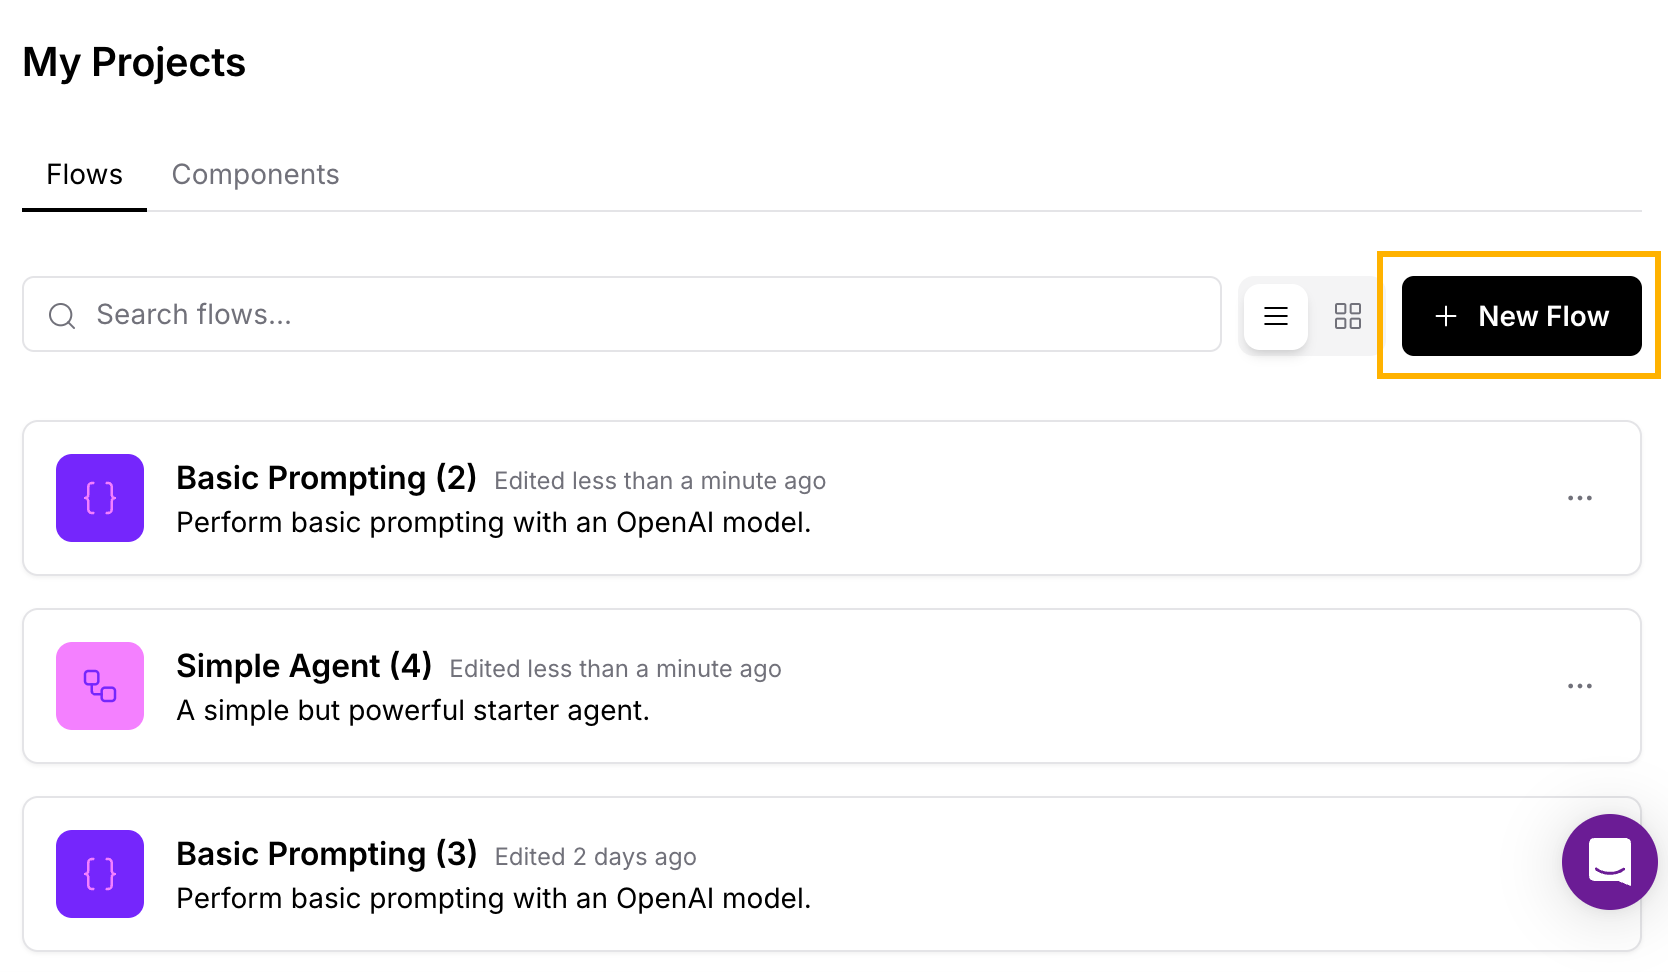 My Projects
Flows Components
Search flows...
New Flow
Basic Prompting (2) Edited less than a minute ago
Perform basic prompting with an OpenAI model.
Simple Agent (4) Edited less than a minute ago
A simple but powerful starter agent.
Basic Prompting (3) Edited 2 days ago
Perform basic prompting with an OpenAI model.